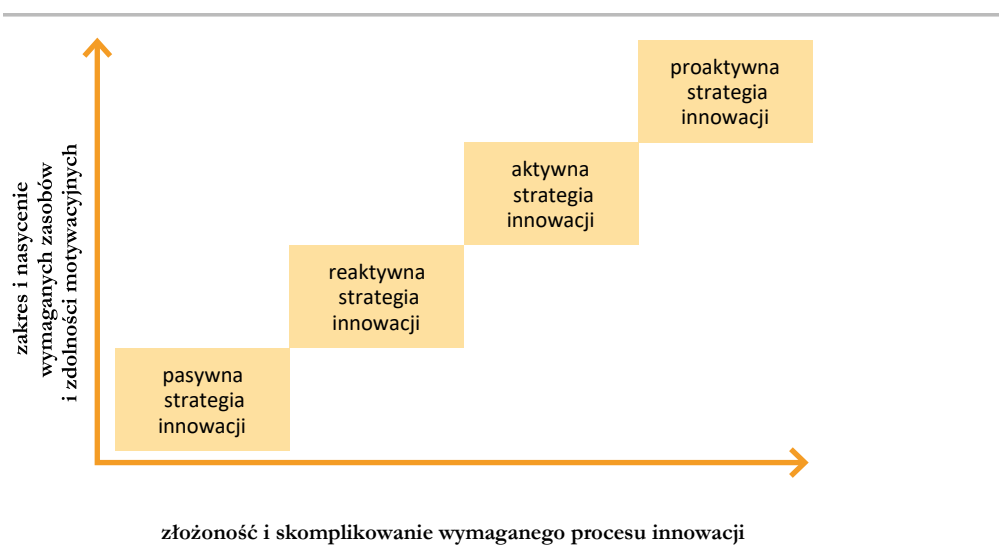 proaktywna
strategia
innowacji
aktywna
strategia
innowacji
reaktywna
strategia
innowacji
pasywna
strategia
innowacji
zakres i nasycenie
wymaganych zasobów
i zdolności motywacyjnych
złożoność i skomplikowanie wymaganego procesu innowacji